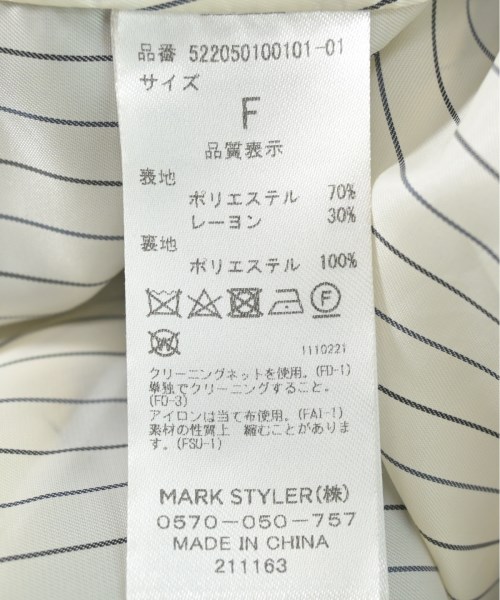 品番 522050100101-01
サイズ
F
品質表示
表地
ポリエステル 70%
レーヨン 30%
裏地
ポリエステル 100%
F
W
1110221
クリーニングネットを使用。(FD-1)
単独でクリーニングすること。
(FD-3)
アイロンは当て布使用。(FAI-1)
素材の性質上 縮むことがありま
す。(FSU-1)
MARK STYLER(株)
0570-050-757
MADE IN CHINA
211163